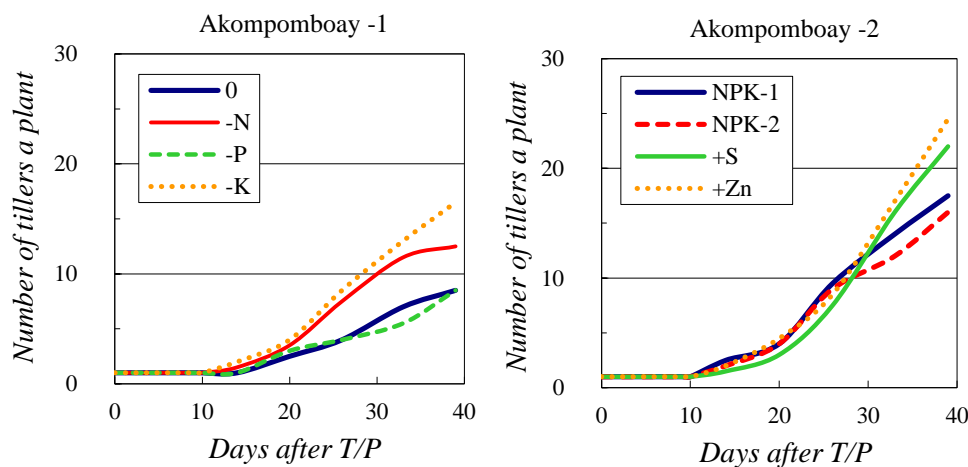 Akompomboay -1
Number of tillers a plant
30
20
10
0
0
-N
-P
-K
0 10 20 30 40
Days after T/P
Akompomboay -2
Number of tillers a plant
30
20
10
0
NPK-1
NPK-2
+S
+Zn
0 10 20 30 40
Days after T/P